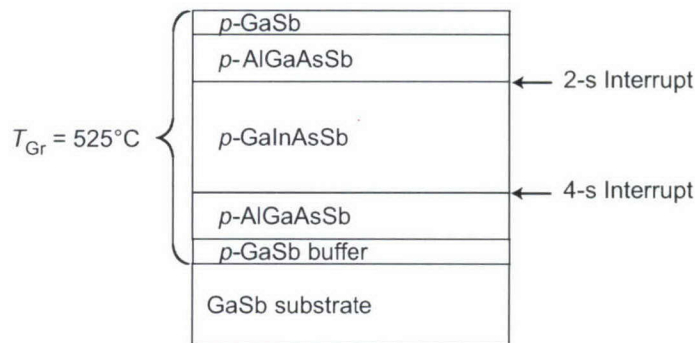 p-GaSb
p-AlGaAsSb
2-s Interrupt
T_Gr = 525°C
p-GaInAsSb
4-s Interrupt
p-AlGaAsSb
p-GaSb buffer
GaSb substrate